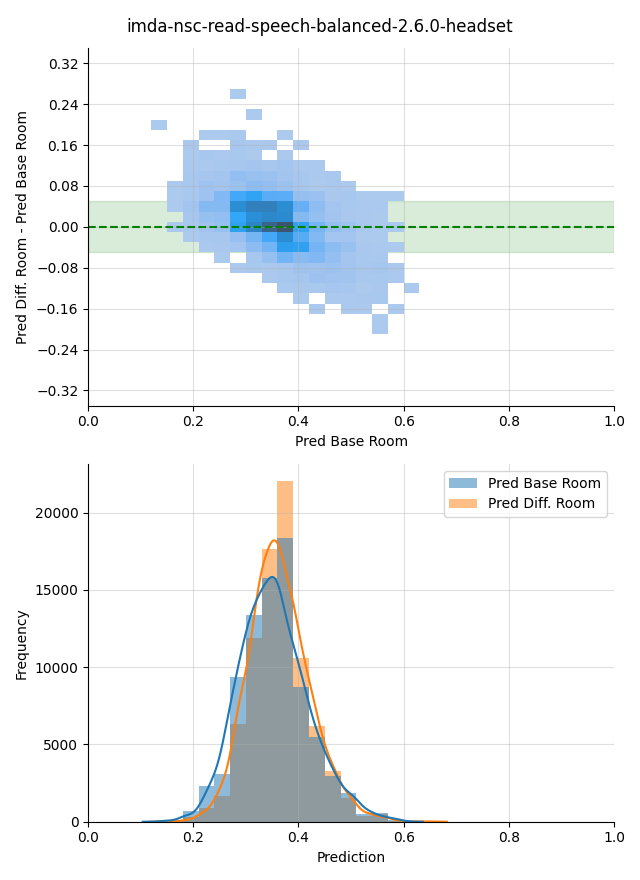 imda-nsc-read-speech-balanced-2.6.0-headset
0.32
0.24
0.16
0.08
0.00
−0.08
−0.16
−0.24
−0.32
Pred Diff. Room - Pred Base Room
0.0 0.2 0.4 0.6 0.8 1.0
Pred Base Room
Pred Base Room
Pred Diff. Room
20000
15000
10000
5000
0
Frequency
0.0 0.2 0.4 0.6 0.8 1.0
Prediction